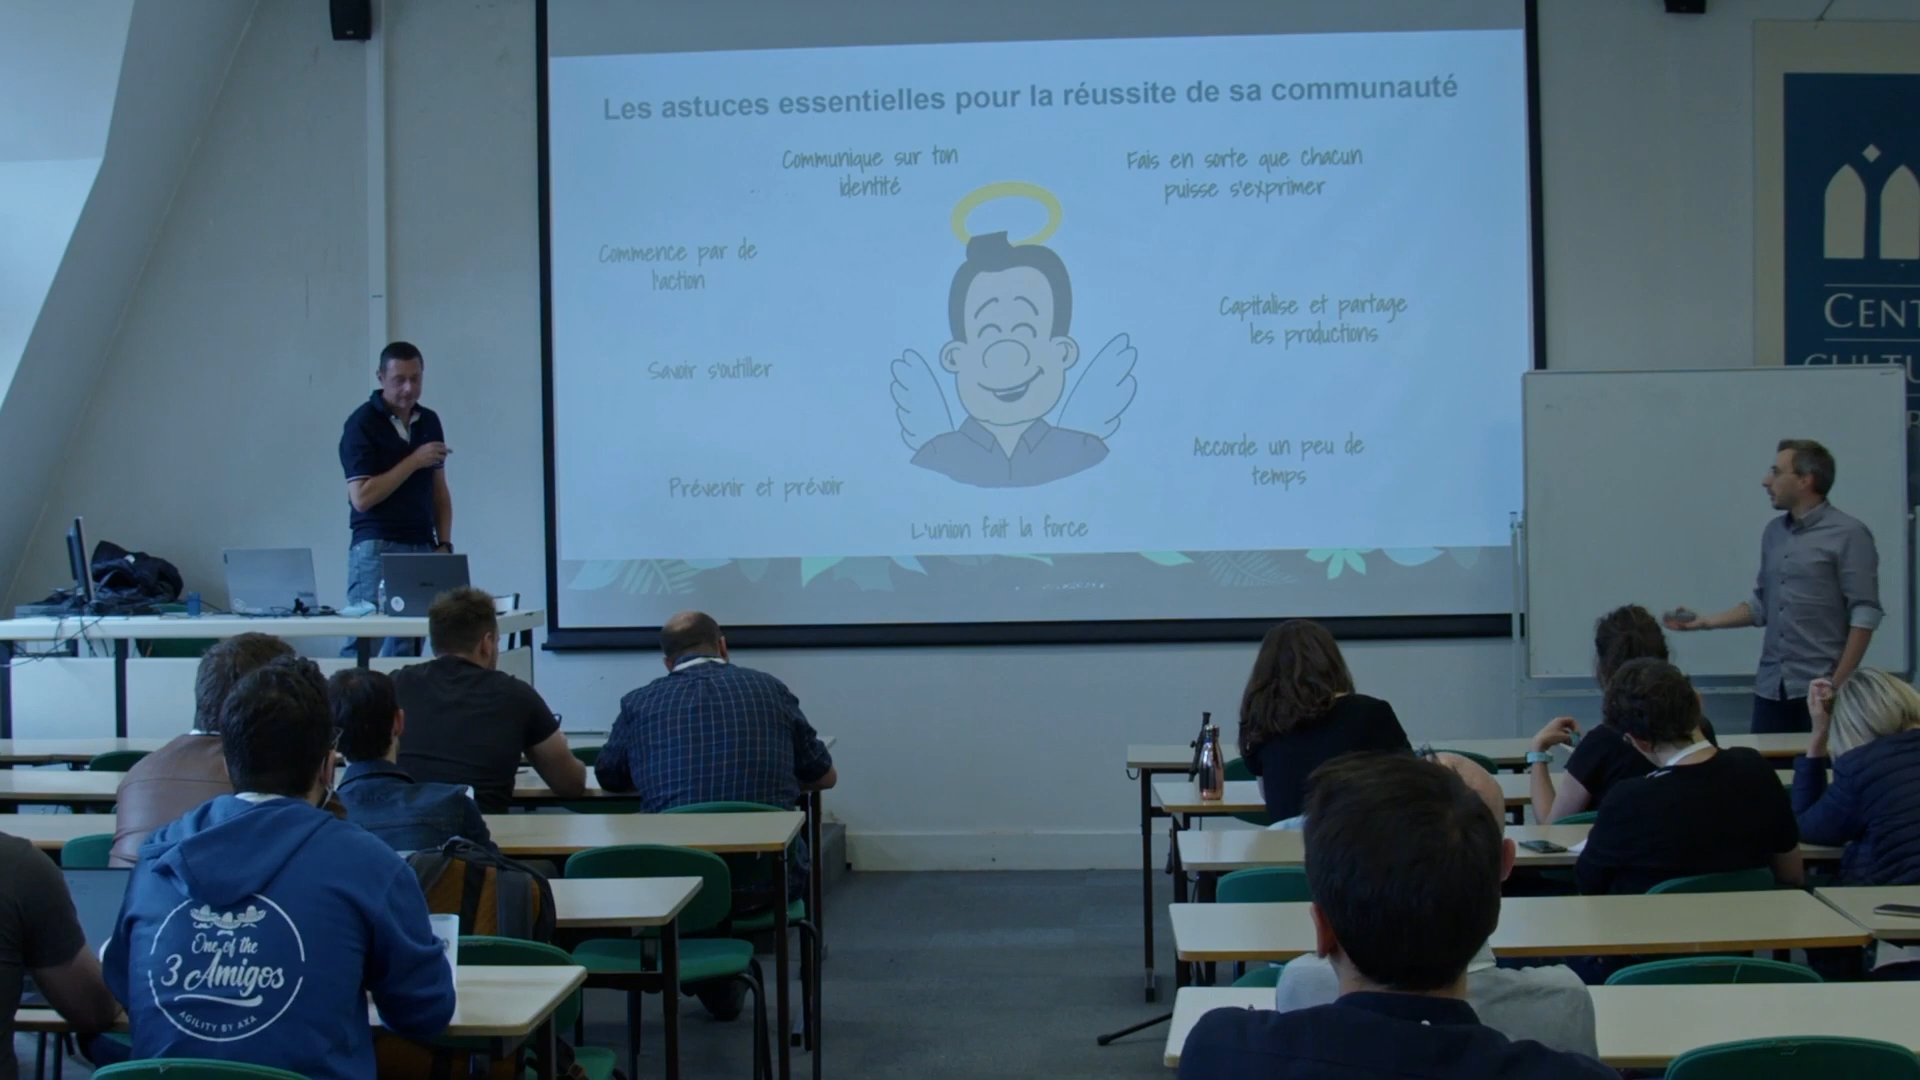 Les astuces essentielles pour la réussite de sa communauté
Communique sur ton
identité
Fais en sorte que chacun
puisse s'exprimer
Commence par de
l'action
Capitalise et partage
les productions
Savoir s'outiller
Accorde un peu de
temps
Prévenir et prévoir
L'union fait la force
CENT
CULTU
One of the
3 Amigos
AGILITY BY AXA